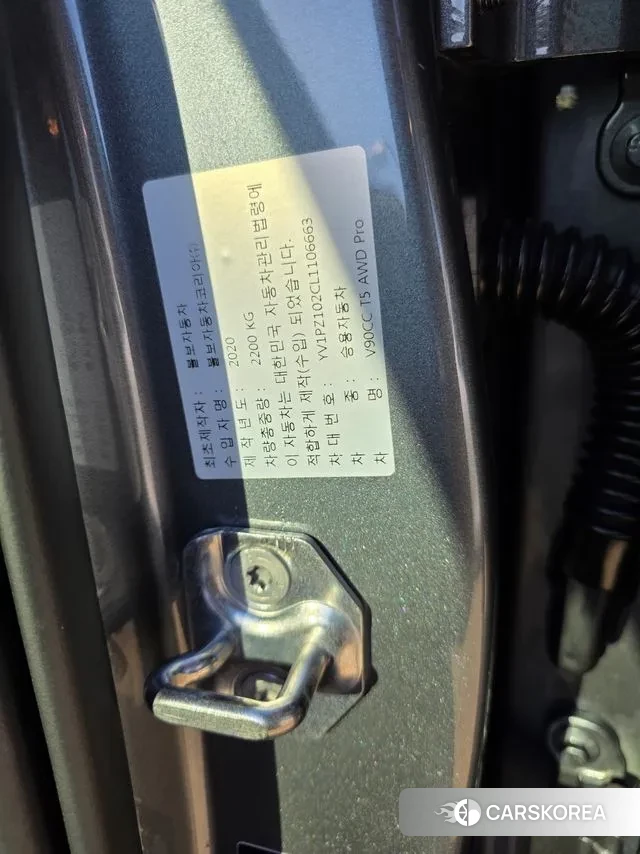 최초제작자 : 볼보자동차
수 입 자 명 : 볼보자동차코리아(주)
제 작 년 도 : 2020
차량총중량 : 2200 KG
이 자동차는 대한민국 자동차관리법령에
적합하게 제작(수입) 되었습니다.
차 대 번 호 : YV1PZ102CL1106663
차 종 : 승용자동차
차 명 : V90CC T5 AWD Pro
CARSKOREA